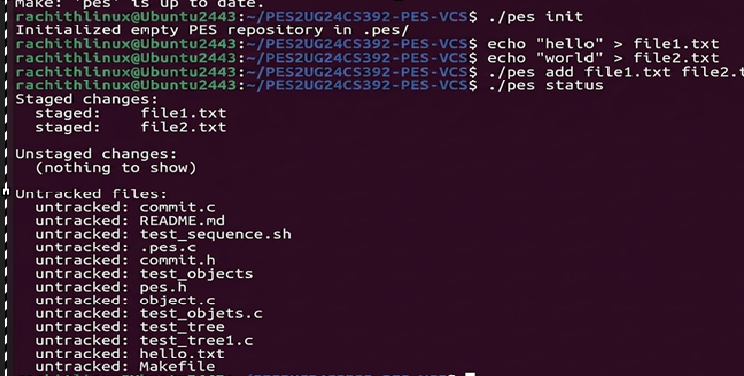 make: 'pes' is up to date.
rachithlinux@Ubuntu2443:~/PES2UG24CS392-PES-VCS$ ./pes init
Initialized empty PES repository in .pes/
rachithlinux@Ubuntu2443:~/PES2UG24CS392-PES-VCS$ echo "hello" > file1.txt
rachithlinux@Ubuntu2443:~/PES2UG24CS392-PES-VCS$ echo "world" > file2.txt
rachithlinux@Ubuntu2443:~/PES2UG24CS392-PES-VCS$ ./pes add file1.txt file2.t
rachithlinux@Ubuntu2443:~/PES2UG24CS392-PES-VCS$ ./pes status
Staged changes:
staged: file1.txt
staged: file2.txt
Unstaged changes:
(nothing to show)
Untracked files:
untracked: commit.c
untracked: README.md
untracked: test_sequence.sh
untracked: .pes.c
untracked: commit.h
untracked: test_objects
untracked: pes.h
untracked: object.c
untracked: test_objets.c
untracked: test_tree
untracked: test_tree1.c
untracked: hello.txt
untracked: Makefile